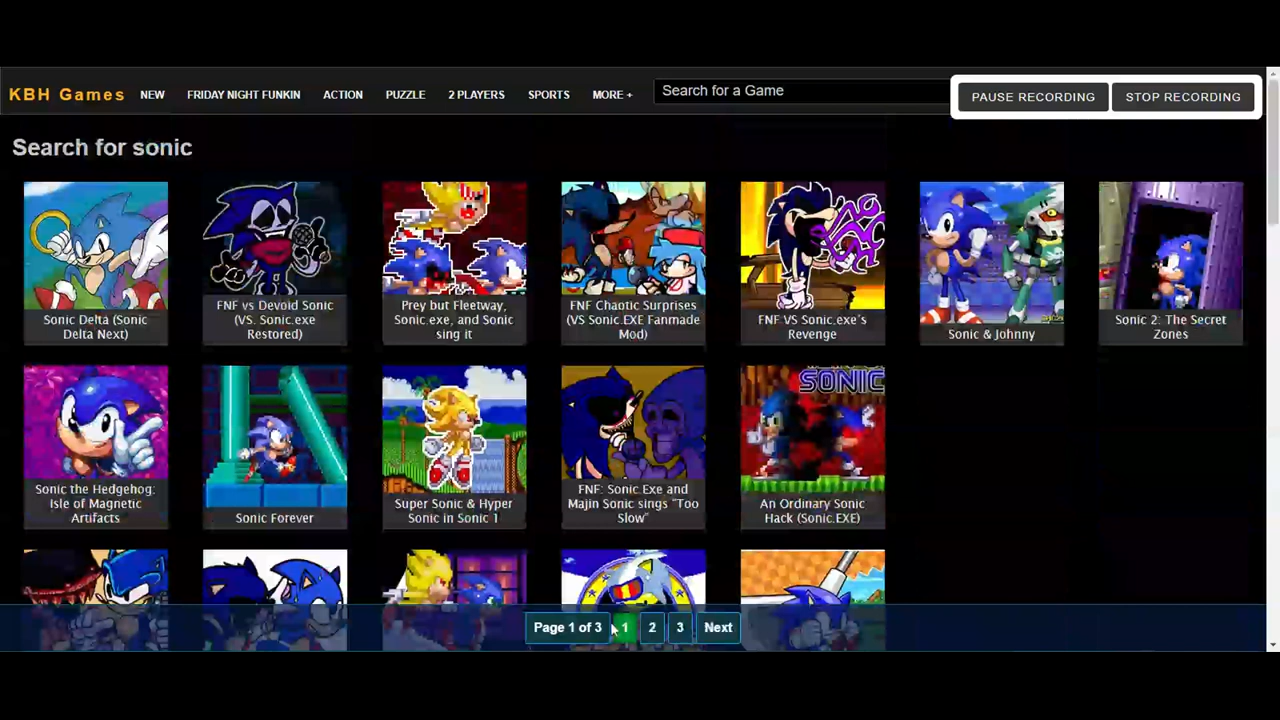 KBH Games NEW FRIDAY NIGHT FUNKIN ACTION PUZZLE 2 PLAYERS SPORTS MORE + Search for a Game PAUSE RECORDING STOP RECORDING
Search for sonic
Sonic Delta (Sonic
Delta Next)
FNF vs Devoid Sonic
(VS. Sonic.exe
Restored)
Prey but Fleetway,
Sonic.exe, and Sonic
sing it
FNF Chaotic Surprises
(VS Sonic.EXE Fanmade
Mod)
FNF VS Sonic.exe's
Revenge
Sonic & Johnny
Sonic 2: The Secret
Zones
Sonic the Hedgehog:
Isle of Magnetic
Artifacts
Sonic Forever
Super Sonic & Hyper
Sonic in Sonic 1
FNF: Sonic.Exe and
Majin Sonic sings "Too
Slow"
SONIC
An Ordinary Sonic
Hack (Sonic.EXE)
Page 1 of 3 1 2 3 Next